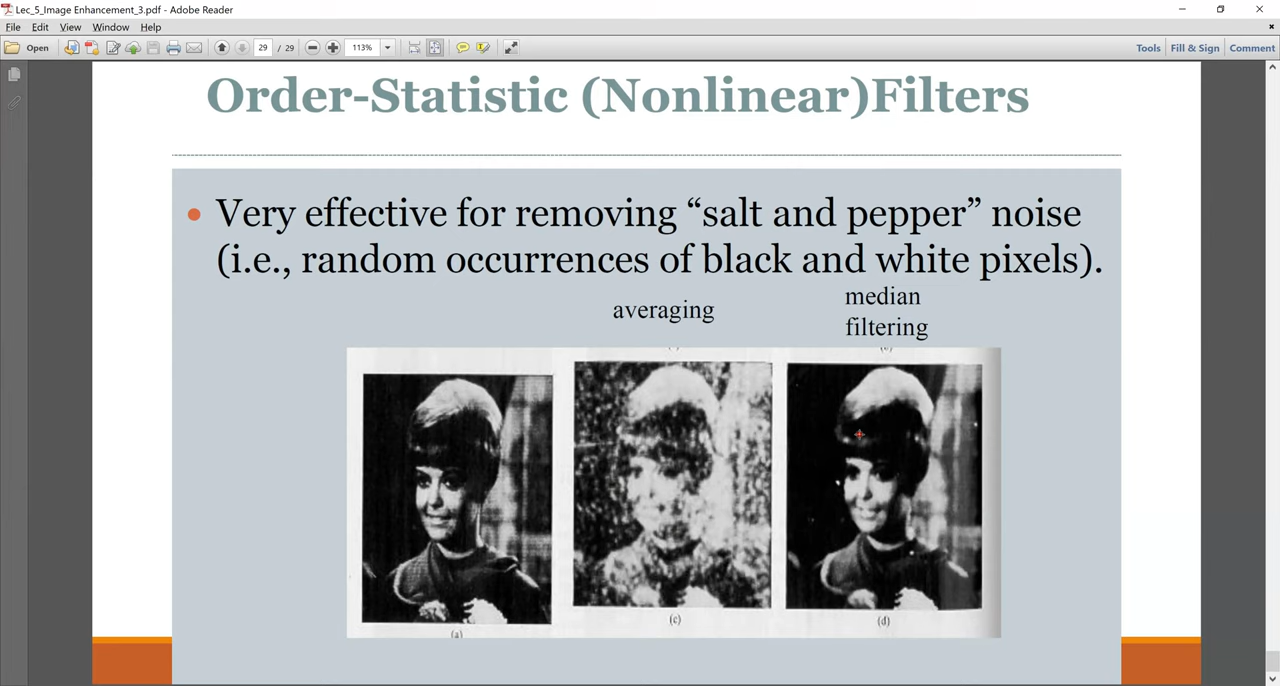 Lec_5_Image Enhancement_3.pdf - Adobe Reader
File Edit View Window Help
Open 29 / 29 113% Tools Fill & Sign Comment
Order-Statistic (Nonlinear)Filters
• Very effective for removing “salt and pepper” noise
(i.e., random occurrences of black and white pixels).
averaging
median
filtering
(a)
(c)
(d)